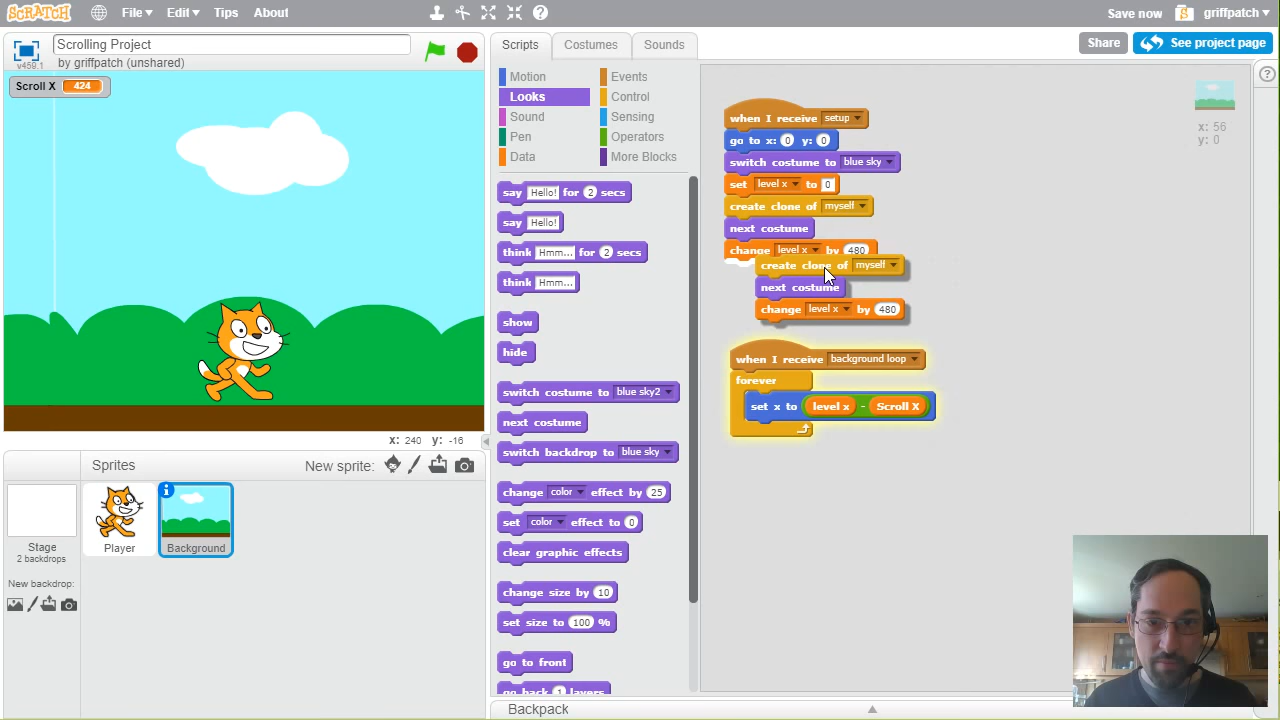 SCRATCH File Edit Tips About Save now griffpatch
v459.1 Scrolling Project
by griffpatch (unshared)
Scripts Costumes Sounds Share See project page
Scroll X 424
Motion Events
Looks Control
Sound Sensing
Pen Operators
Data More Blocks
say Hello! for 2 secs
say Hello!
think Hmm... for 2 secs
think Hmm...
show
hide
switch costume to blue sky2
next costume
switch backdrop to blue sky
change color effect by 25
set color effect to 0
clear graphic effects
change size by 10
set size to 100 %
go to front
go back 1 layers
when I receive setup
go to x: 0 y: 0
switch costume to blue sky
set level x to 0
create clone of myself
next costume
change level x by 480
create clone of myself
next costume
change level x by 480
when I receive background loop
forever
set x to level x - Scroll X
x: 56
y: 0
x: 240 y: -16
Sprites New sprite:
Stage
2 backdrops
New backdrop:
Player
Background
Backpack